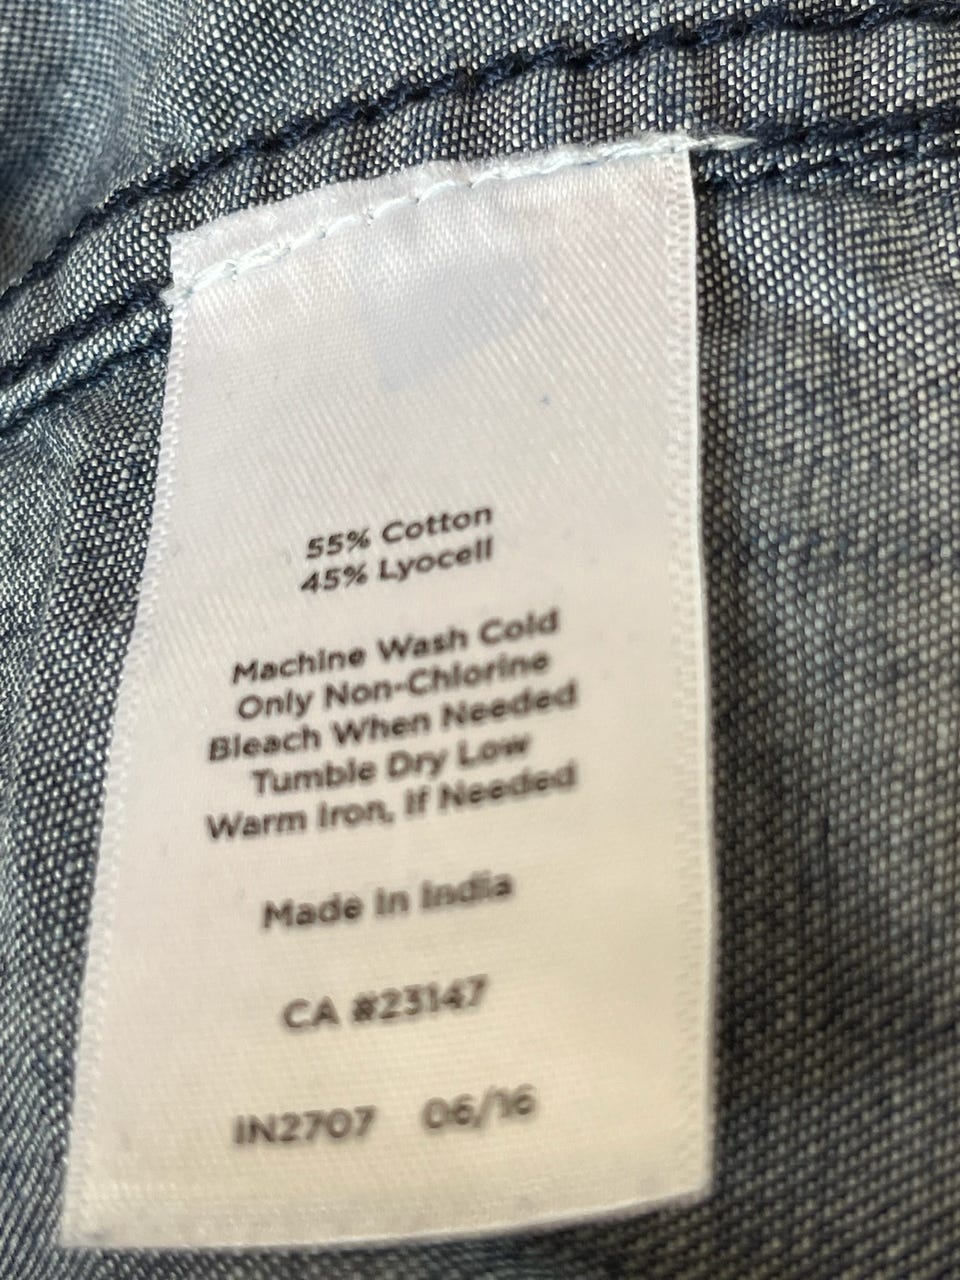 55% Cotton
45% Lyocell
Machine Wash Cold
Only Non-Chlorine
Bleach When Needed
Tumble Dry Low
Warm Iron, If Needed
Made In India
CA #23147
IN2707 06/16